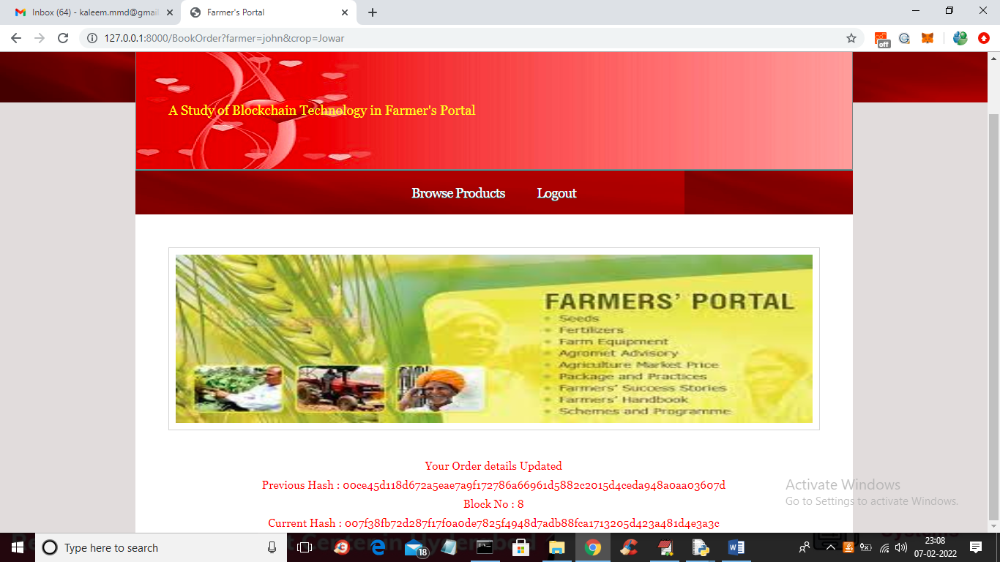 Inbox (64) - kaleem.mmd@gmail
Farmer's Portal
127.0.0.1:8000/BookOrder?farmer=john&crop=Jowar
off
A Study of Blockchain Technology in Farmer's Portal
Browse Products Logout
FARMERS' PORTAL
Seeds
Fertilizers
Farm Equipment
Agromet Advisory
Agriculture Market Price
Package and Practices
Farmers' Success Stories
Farmers' Handbook
Schemes and Programme
Your Order details Updated
Previous Hash : 00ce45d118d672a5eae7a9f172786a66961d5882c2015d4ceda948a0aa03607d
Block No : 8
Current Hash : 007f38fb72d287f17f0a0de7825f4948d7adb88fca1713205d423a481d4e3a3c
Activate Windows
Go to Settings to activate Windows.
Type here to search
18
23:08
07-02-2022